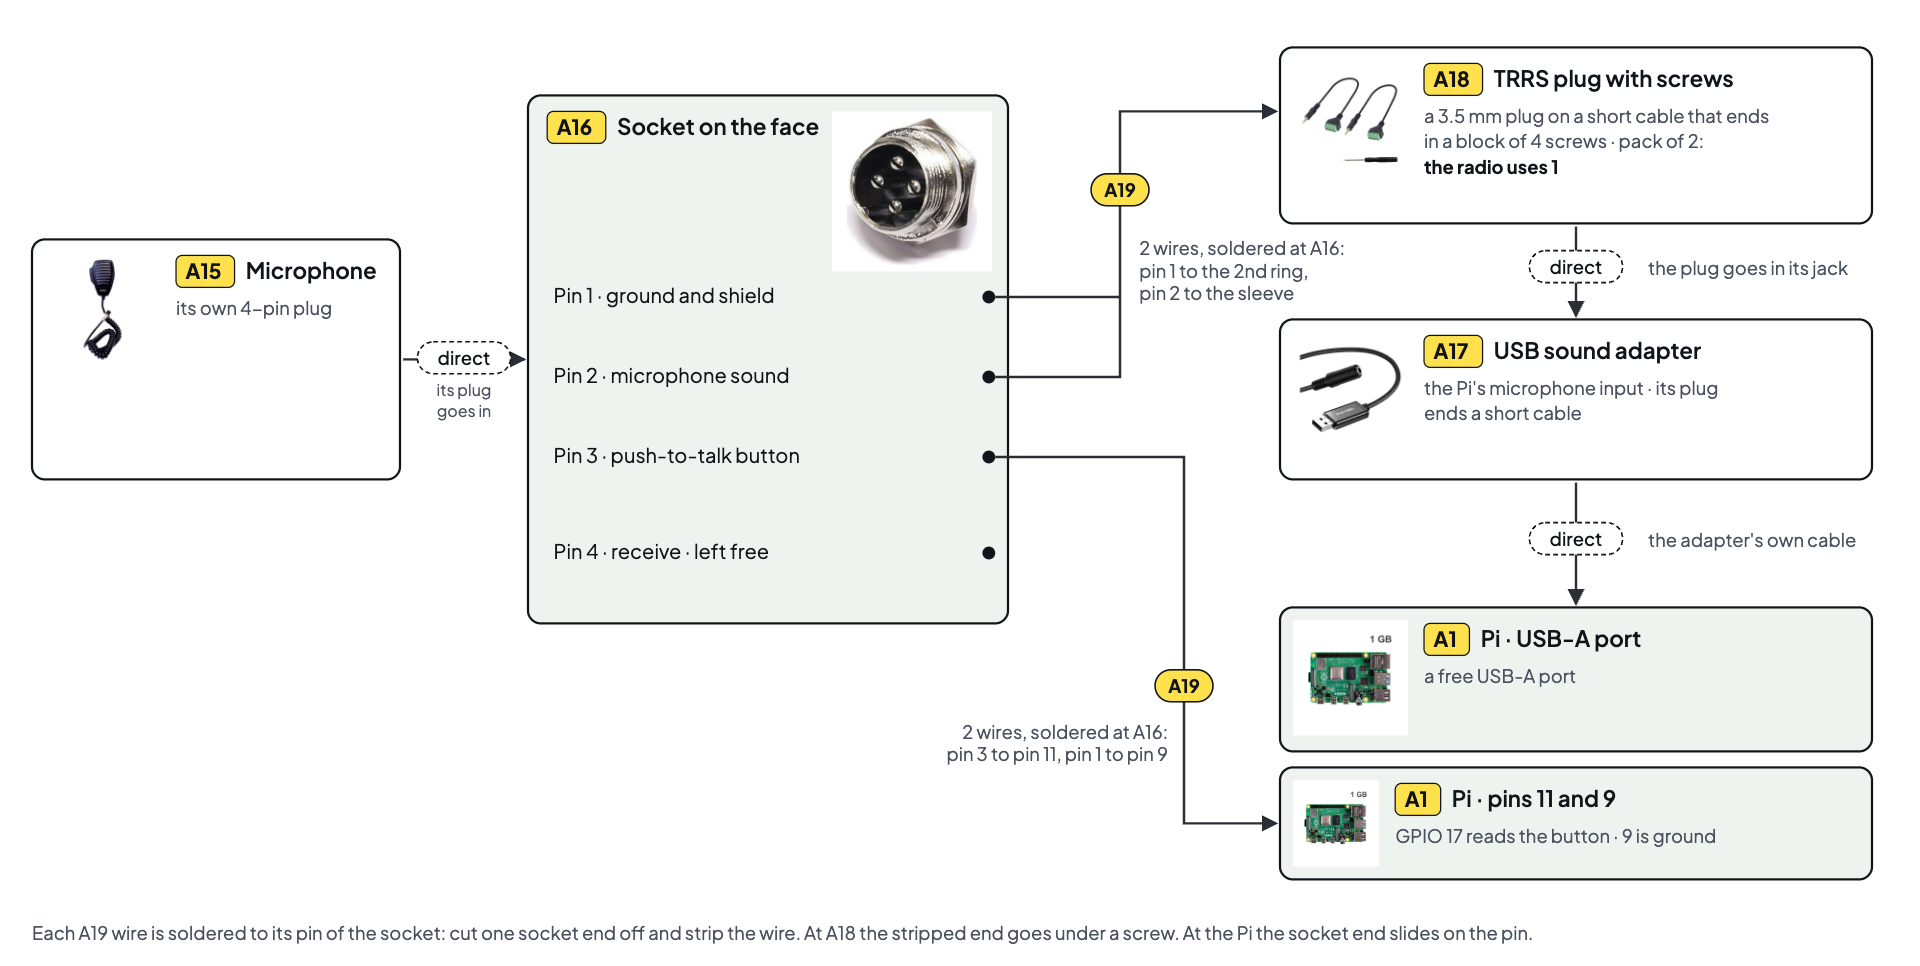 A15 Microphone
its own 4-pin plug
direct
its plug
goes in
A16 Socket on the face
Pin 1 · ground and shield
Pin 2 · microphone sound
Pin 3 · push-to-talk button
Pin 4 · receive · left free
A19
2 wires, soldered at A16:
pin 1 to the 2nd ring,
pin 2 to the sleeve
A19
2 wires, soldered at A16:
pin 3 to pin 11, pin 1 to pin 9
A18 TRRS plug with screws
a 3.5 mm plug on a short cable that ends
in a block of 4 screws · pack of 2:
the radio uses 1
direct the plug goes in its jack
A17 USB sound adapter
the Pi's microphone input · its plug
ends a short cable
direct the adapter's own cable
1 GB
A1 Pi · USB-A port
a free USB-A port
1 GB
A1 Pi · pins 11 and 9
GPIO 17 reads the button · 9 is ground
Each A19 wire is soldered to its pin of the socket: cut one socket end off and strip the wire. At A18 the stripped end goes under a screw. At the Pi the socket end slides on the pin.